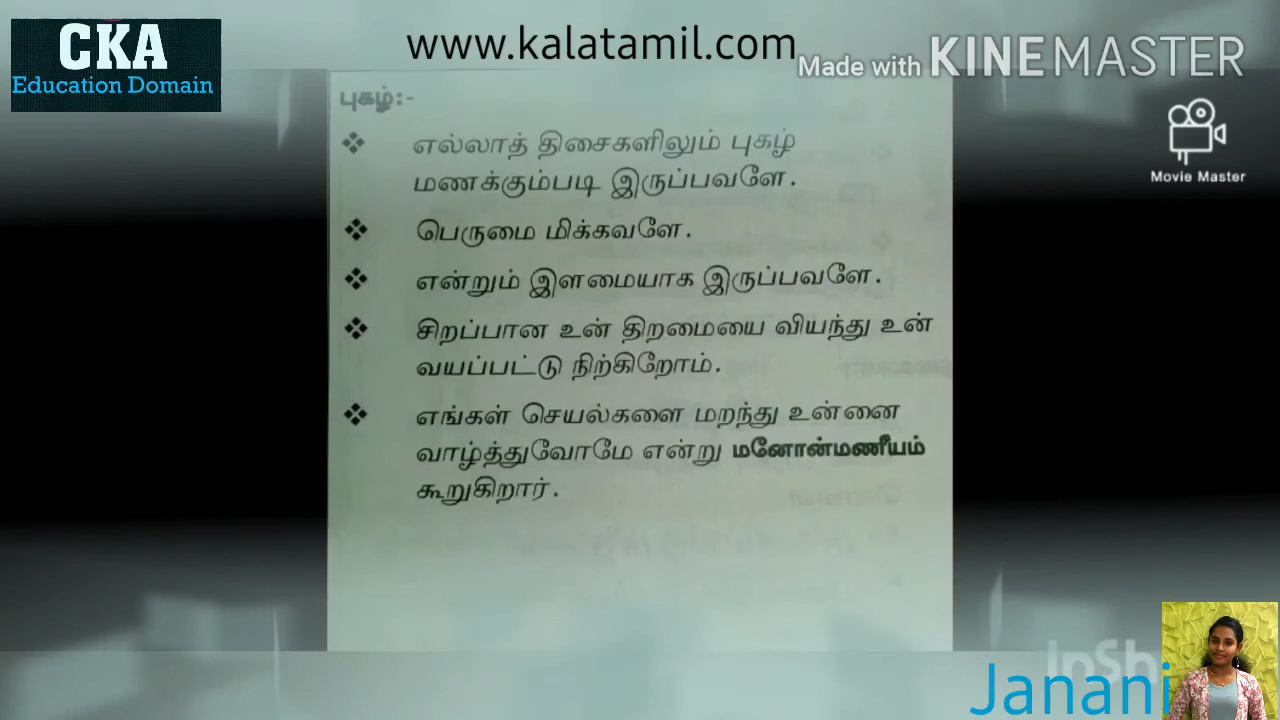 CKA
Education Domain
www.kalatamil.com
Made with KINEMASTER
Movie Master
புகழ்:-
❖ எல்லாத் திசைகளிலும் புகழ்
மணக்கும்படி இருப்பவளே.
❖ பெருமை மிக்கவளே.
❖ என்றும் இளமையாக இருப்பவளே.
❖ சிறப்பான உன் திறமையை வியந்து உன்
வயப்பட்டு நிற்கிறோம்.
❖ எங்கள் செயல்களை மறந்து உன்னை
வாழ்த்துவோமே என்று மனோன்மணீயம்
கூறுகிறார்.
InSh
Janani